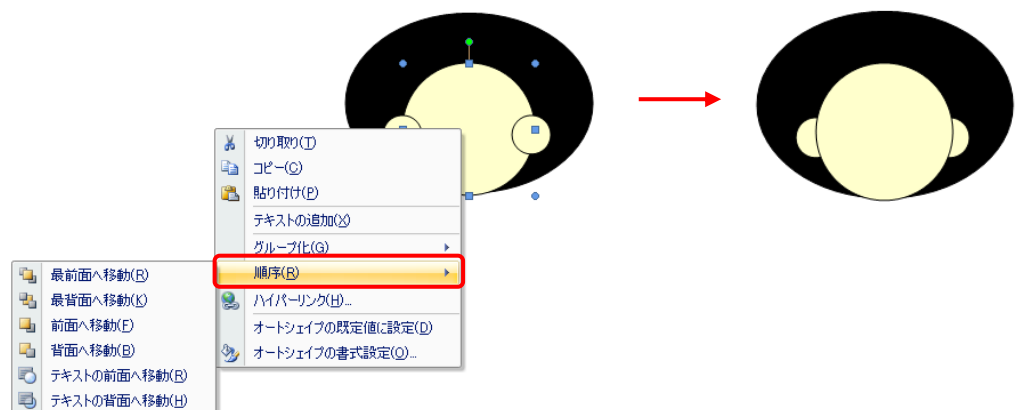 切り取り(T)
コピー(C)
貼り付け(P)
テキストの追加(X)
グループ化(G)
順序(R)
ハイパーリンク(H)...
オートシェイプの既定値に設定(D)
オートシェイプの書式設定(O)...
最前面へ移動(R)
最背面へ移動(K)
前面へ移動(F)
背面へ移動(B)
テキストの前面へ移動(R)
テキストの背面へ移動(H)